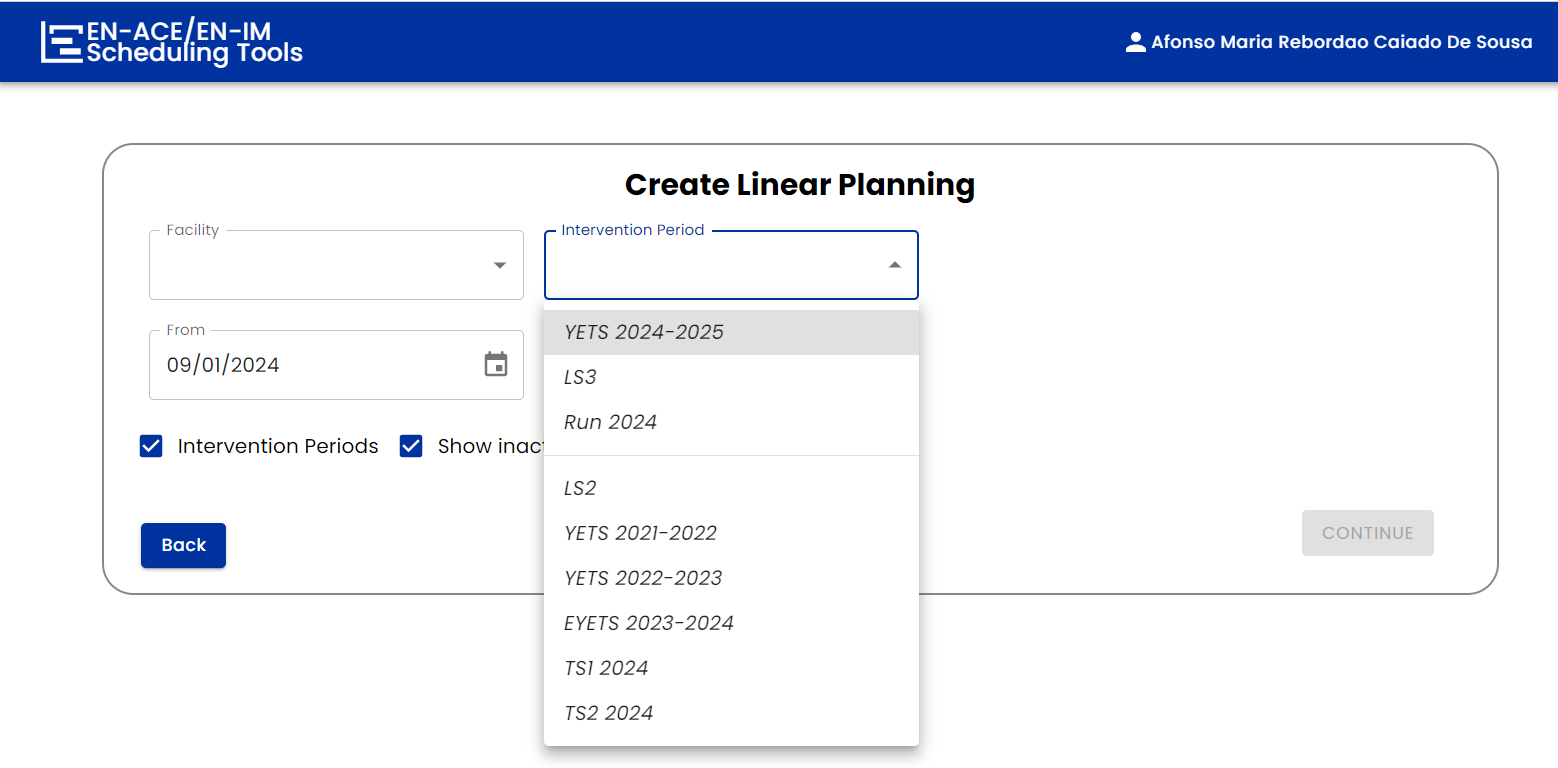 EN-ACE/EN-IM
Scheduling Tools
Afonso Maria Rebordao Caiado De Sousa
Create Linear Planning
Facility
Intervention Period
From
09/01/2024
YETS 2024-2025
LS3
Run 2024
Intervention Periods
Show inact
LS2
YETS 2021-2022
YETS 2022-2023
EYETS 2023-2024
TS1 2024
TS2 2024
Back
CONTINUE